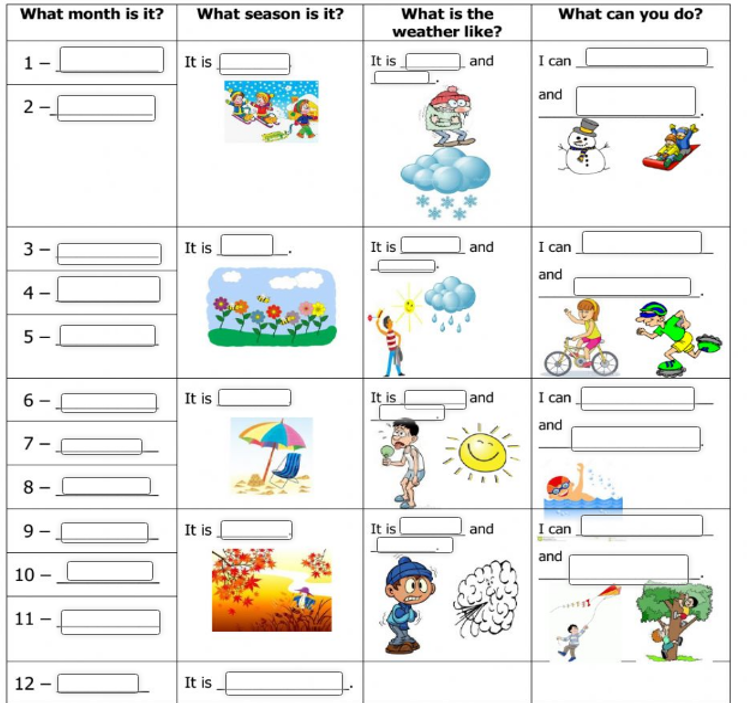 What month is it? What season is it? What is the weather like? What can you do?
1 – It is It is and I can
2 – . and .
3 – It is . It is and I can
4 – . and .
5 –
6 – It is It is and I can
7 – . and .
8 –
9 – It is . It is and I can
10 – . and .
11 –
12 – It is .